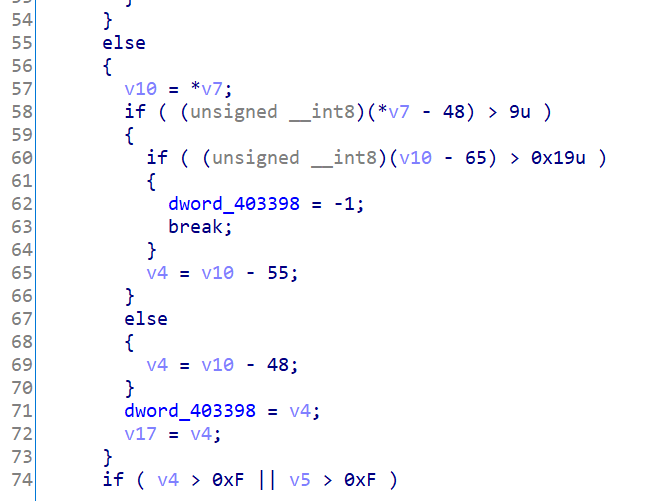 54 }
55 else
56 {
57 v10 = *v7;
58 if ( (unsigned __int8)(*v7 - 48) > 9u )
59 {
60 if ( (unsigned __int8)(v10 - 65) > 0x19u )
61 {
62 dword_403398 = -1;
63 break;
64 }
65 v4 = v10 - 55;
66 }
67 else
68 {
69 v4 = v10 - 48;
70 }
71 dword_403398 = v4;
72 v17 = v4;
73 }
74 if ( v4 > 0xF || v5 > 0xF )